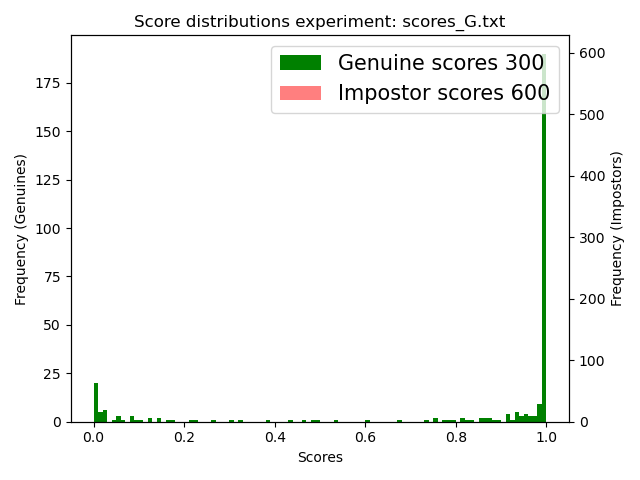 Score distributions experiment: scores_G.txt
Genuine scores 300
Impostor scores 600
Frequency (Genuines)
175
150
125
100
75
50
25
0
Frequency (Impostors)
600
500
400
300
200
100
0
0.0 0.2 0.4 0.6 0.8 1.0
Scores